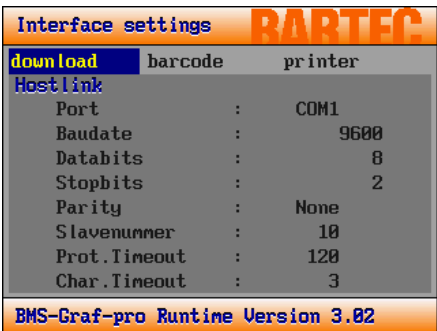 Interface settings BARTEC
download barcode printer
Hostlink
Port : COM1
Baudate : 9600
Databits : 8
Stopbits : 2
Parity : None
Slavenummer : 10
Prot.Timeout : 120
Char.Timeout : 3
BMS-Graf-pro Runtime Version 3.02